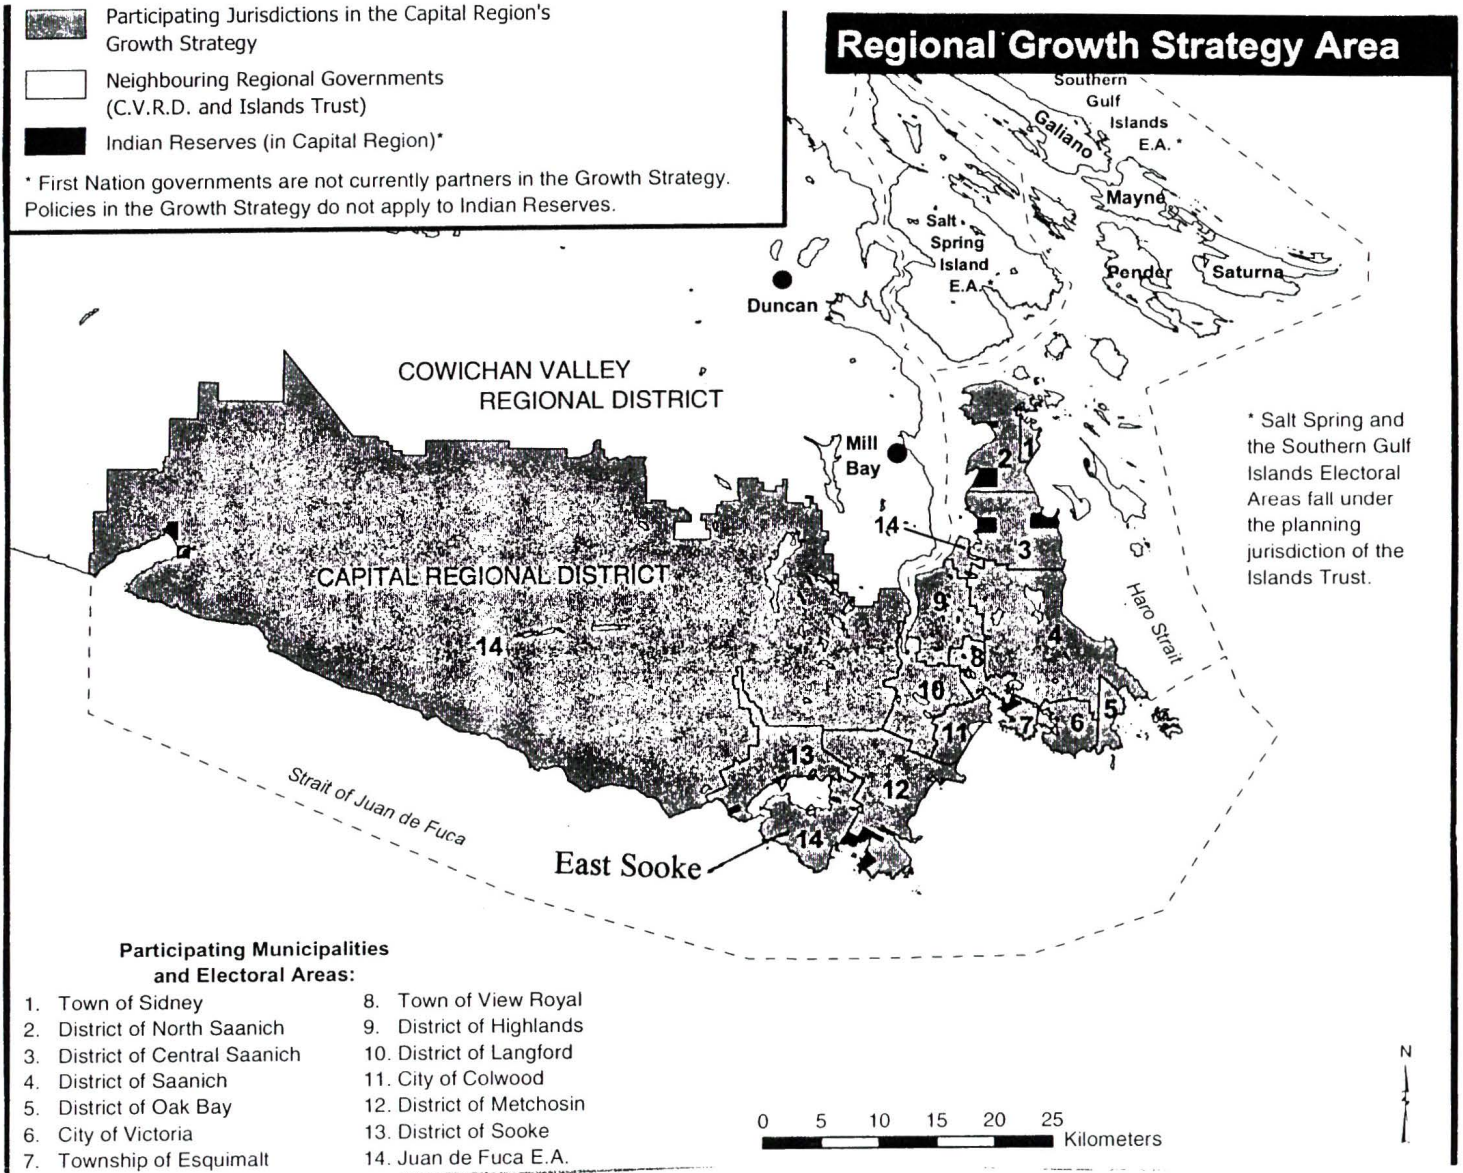 Participating Jurisdictions in the Capital Region's
Growth Strategy
Neighbouring Regional Governments
(C.V.R.D. and Islands Trust)
Indian Reserves (in Capital Region)*
* First Nation governments are not currently partners in the Growth Strategy.
Policies in the Growth Strategy do not apply to Indian Reserves.
Regional Growth Strategy Area
Southern
Gulf
Islands
E.A. *
Galiano
Mayne
Salt
Spring
Island
E.A. *
Pender
Saturna
Duncan
COWICHAN VALLEY
REGIONAL DISTRICT
Mill
Bay
* Salt Spring and
the Southern Gulf
Islands Electoral
Areas fall under
the planning
jurisdiction of the
Islands Trust.
1
2
14
3
CAPITAL REGIONAL DISTRICT
Haro Strait
9
4
14
8
10
5
6
7
11
13
12
Strait of Juan de Fuca
14
East Sooke
Participating Municipalities
and Electoral Areas:
1. Town of Sidney
2. District of North Saanich
3. District of Central Saanich
4. District of Saanich
5. District of Oak Bay
6. City of Victoria
7. Township of Esquimalt
8. Town of View Royal
9. District of Highlands
10. District of Langford
11. City of Colwood
12. District of Metchosin
13. District of Sooke
14. Juan de Fuca E.A.
0 5 10 15 20 25
Kilometers
N